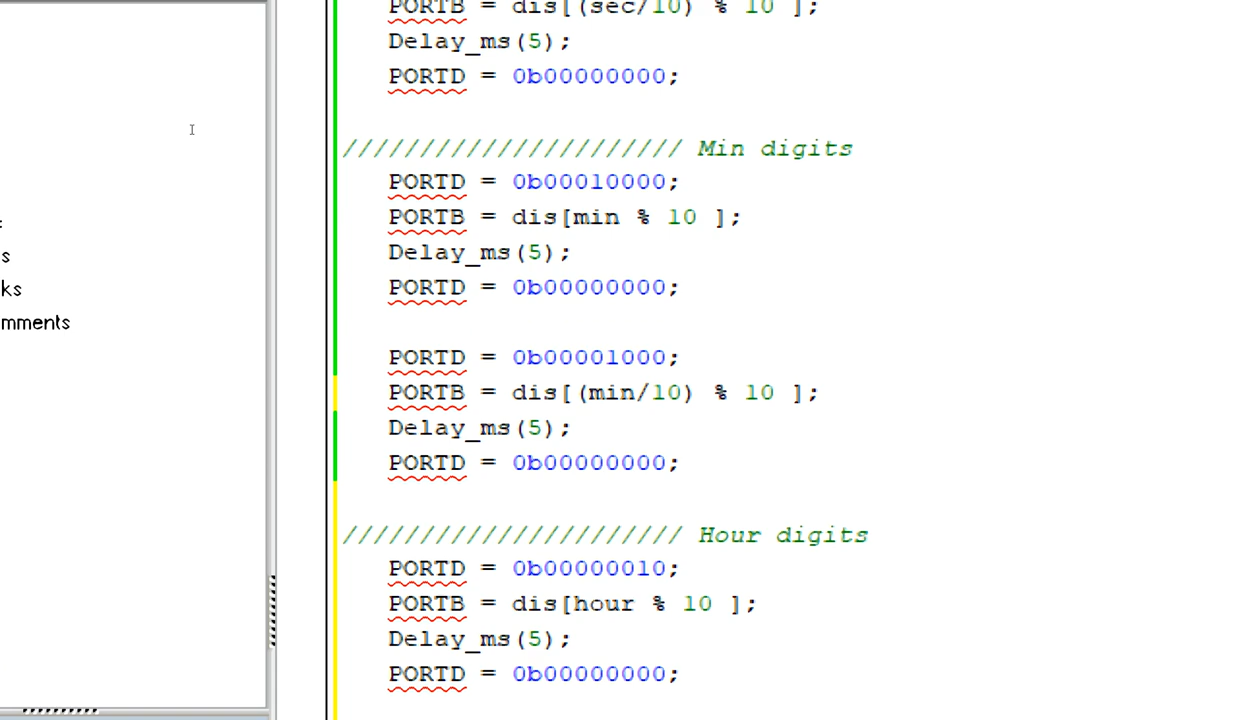 PORTB = dis[(sec/10) % 10 ];
Delay_ms(5);
PORTD = 0b00000000;
////////////////////// Min digits
PORTD = 0b00010000;
PORTB = dis[min % 10 ];
Delay_ms(5);
PORTD = 0b00000000;
PORTD = 0b00001000;
PORTB = dis[(min/10) % 10 ];
Delay_ms(5);
PORTD = 0b00000000;
////////////////////// Hour digits
PORTD = 0b00000010;
PORTB = dis[hour % 10 ];
Delay_ms(5);
PORTD = 0b00000000;
s
ks
mments